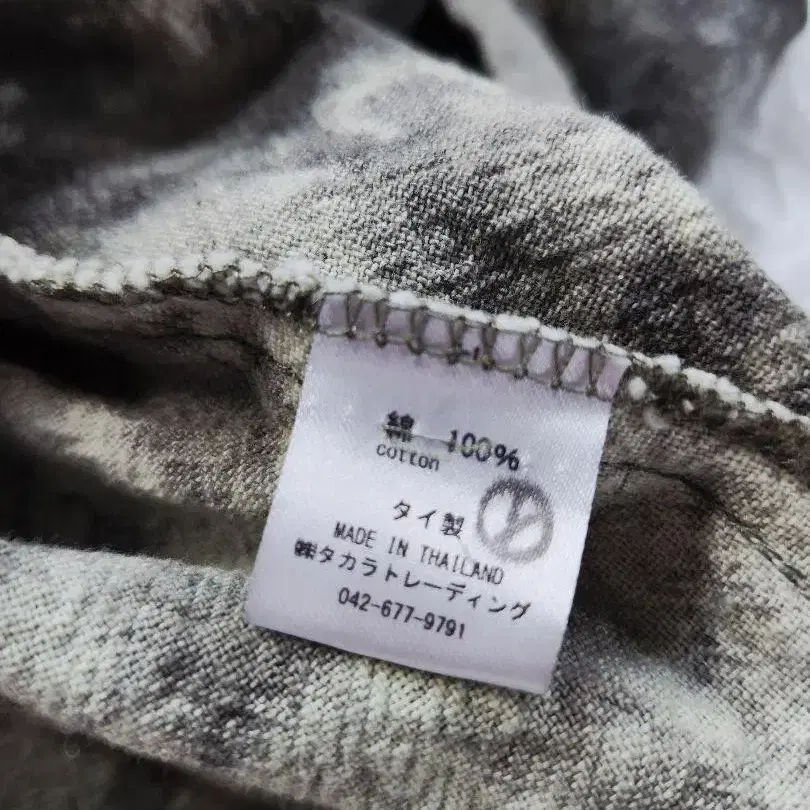 綿 100%
cotton
タイ製
MADE IN THAILAND
㈱タカラトレーディング
042-677-9791